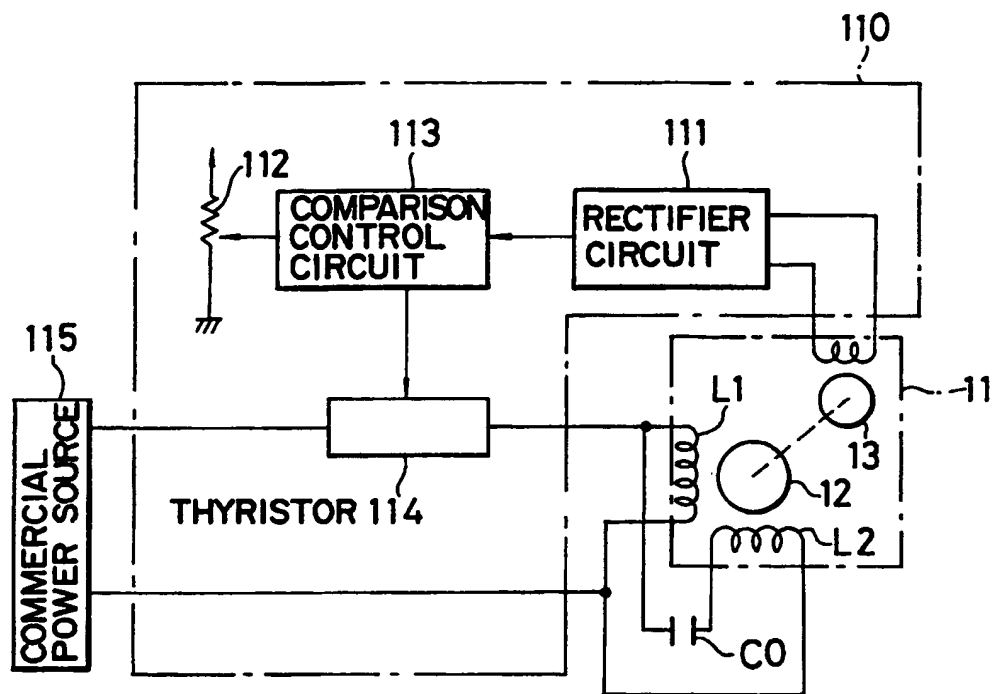 110
112
113
COMPARISON
CONTROL
CIRCUIT
111
RECTIFIER
CIRCUIT
115
COMMERCIAL
POWER SOURCE
THYRISTOR 114
L1
11
13
12
L2
C0